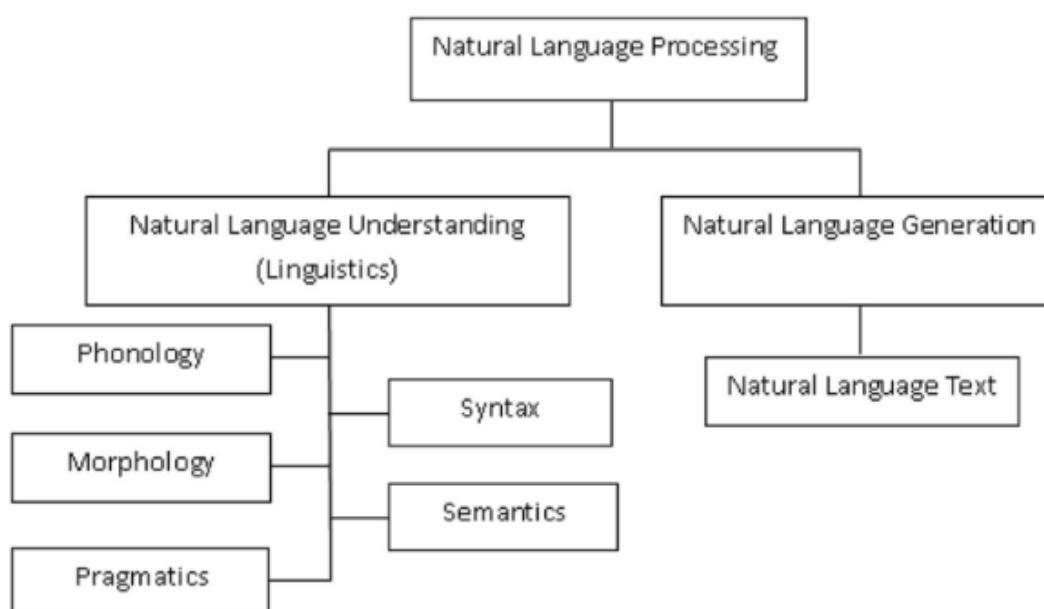 Natural Language Processing
Natural Language Understanding
(Linguistics)
Natural Language Generation
Phonology
Natural Language Text
Syntax
Morphology
Semantics
Pragmatics